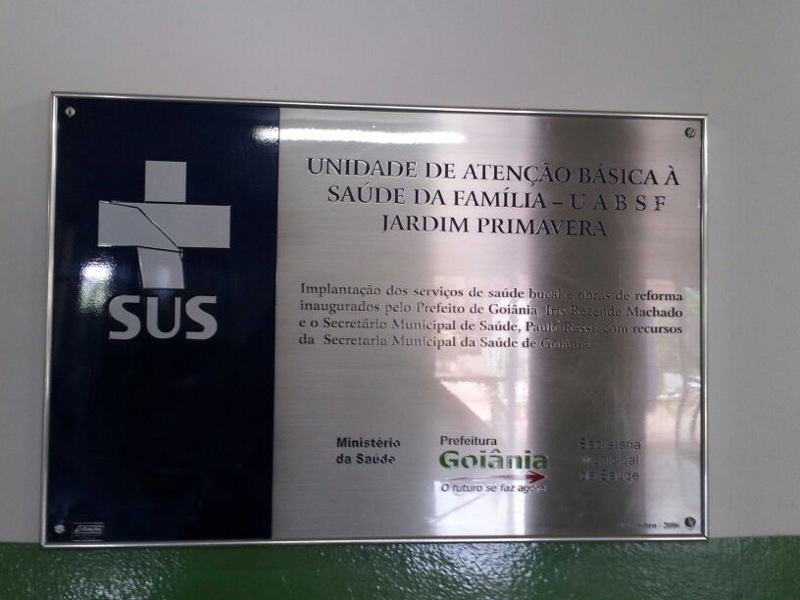 SUS
UNIDADE DE ATENÇÃO BÁSICA À
SAÚDE DA FAMÍLIA – U A B S F
JARDIM PRIMAVERA
Implantação dos serviços de saúde bucal e obras de reforma
inaugurados pelo Prefeito de Goiânia, Iris Rezende Machado
e o Secretário Municipal de Saúde, Paulo Rassi com recursos
da Secretaria Municipal da Saúde de Goiânia
Ministério
da Saúde
Prefeitura
Goiânia
O futuro se faz agora
Secretaria
Municipal
da Saúde
/ 2006